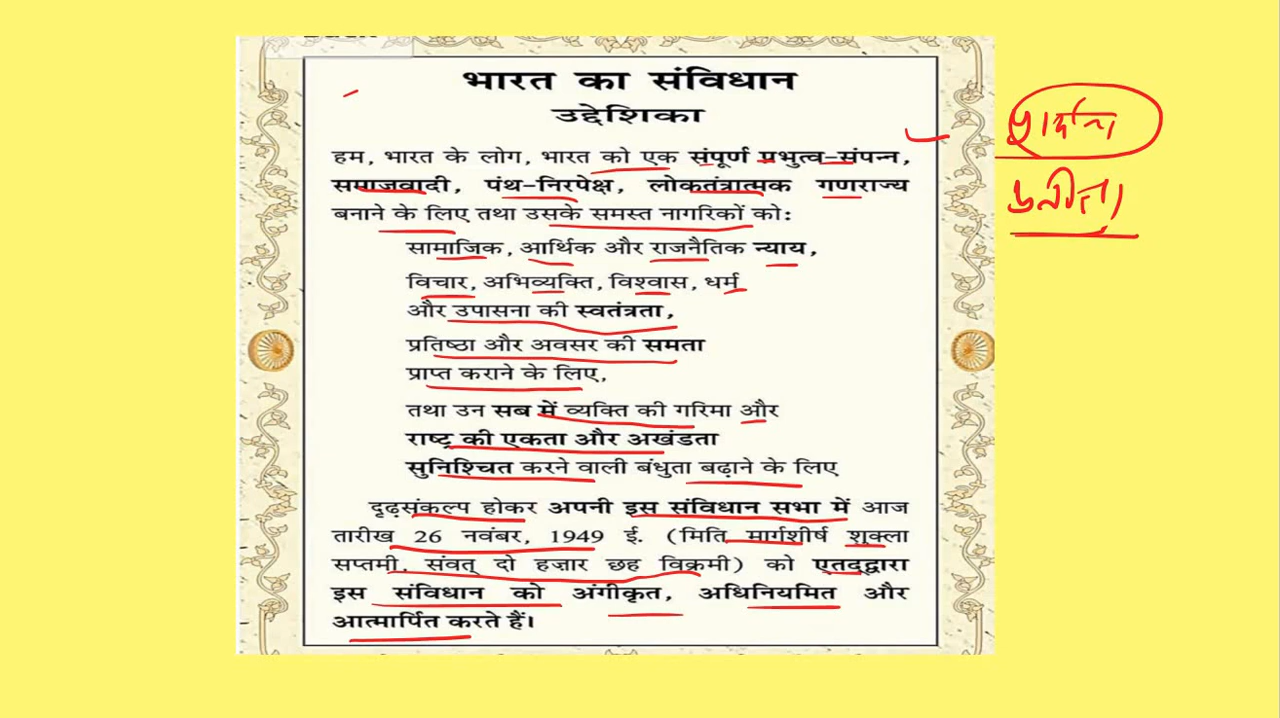 भारत का संविधान
उद्देशिका
हम, भारत के लोग, भारत को एक संपूर्ण प्रभुत्व-संपन्न,
समाजवादी, पंथ-निरपेक्ष, लोकतंत्रात्मक गणराज्य
बनाने के लिए तथा उसके समस्त नागरिकों को:
सामाजिक, आर्थिक और राजनैतिक न्याय,
विचार, अभिव्यक्ति, विश्वास, धर्म
और उपासना की स्वतंत्रता,
प्रतिष्ठा और अवसर की समता
प्राप्त कराने के लिए,
तथा उन सब में व्यक्ति की गरिमा और
राष्ट्र की एकता और अखंडता
सुनिश्चित करने वाली बंधुता बढ़ाने के लिए
दृढ़संकल्प होकर अपनी इस संविधान सभा में आज
तारीख 26 नवंबर, 1949 ई. (मिति मार्गशीर्ष शुक्ला
सप्तमी, संवत् दो हज़ार छह विक्रमी) को एतद्द्वारा
इस संविधान को अंगीकृत, अधिनियमित और
आत्मार्पित करते हैं।